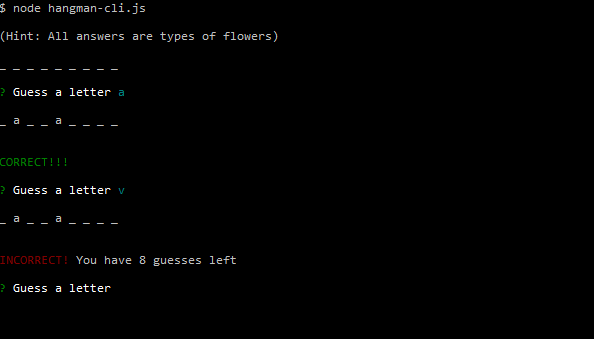 $ node hangman-cli.js
(Hint: All answers are types of flowers)
_ _ _ _ _ _ _ _ _
? Guess a letter a
_ a _ _ a _ _ _ _
CORRECT!!!
? Guess a letter v
_ a _ _ a _ _ _ _
INCORRECT! You have 8 guesses left
? Guess a letter